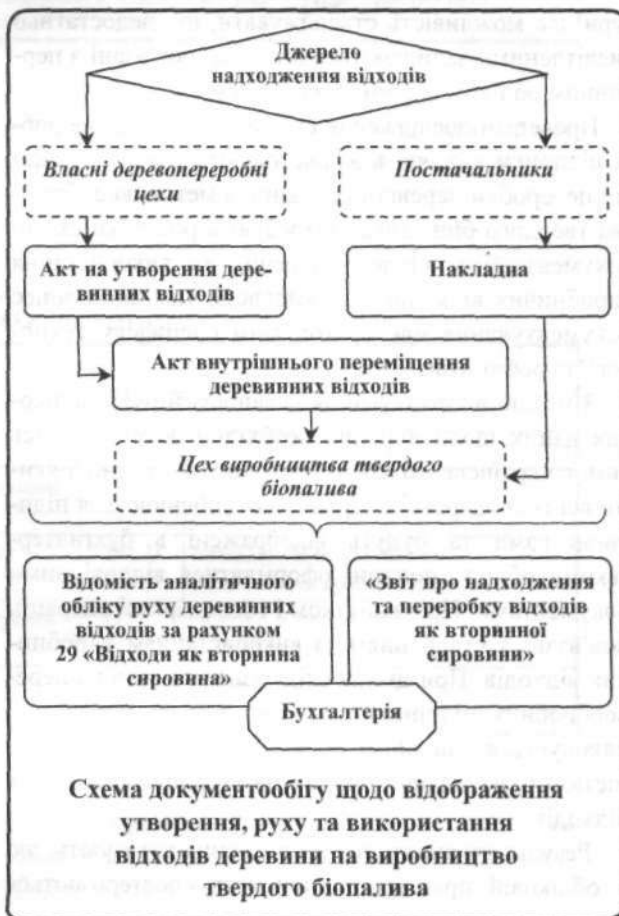 Джерело
надходження відходів
Власні деревопереробні
цехи
Постачальники
Акт на утворення дере-
винних відходів
Накладна
Акт внутрішнього переміщення
деревинних відходів
Цех виробництва твердого
біопалива
Відомість аналітичного
обліку руху деревинних
відходів за рахунком
29 «Відходи як вторинна
сировина»
«Звіт про надходження
та переробку відходів
як вторинної
сировини»
Бухгалтерія
Схема документообігу щодо відображення
утворення, руху та використання
відходів деревини на виробництво
твердого біопалива